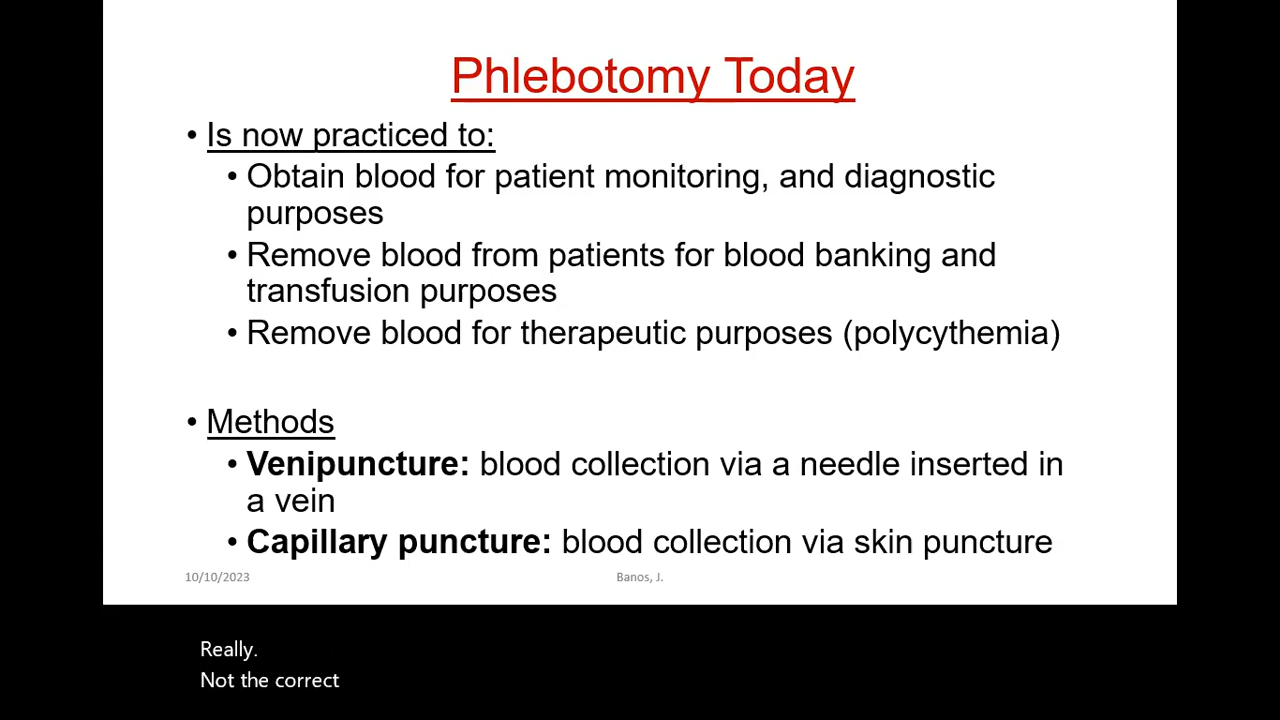 Phlebotomy Today
• Is now practiced to:
• Obtain blood for patient monitoring, and diagnostic
purposes
• Remove blood from patients for blood banking and
transfusion purposes
• Remove blood for therapeutic purposes (polycythemia)
• Methods
• Venipuncture: blood collection via a needle inserted in
a vein
• Capillary puncture: blood collection via skin puncture
10/10/2023
Banos, J.
Really.
Not the correct